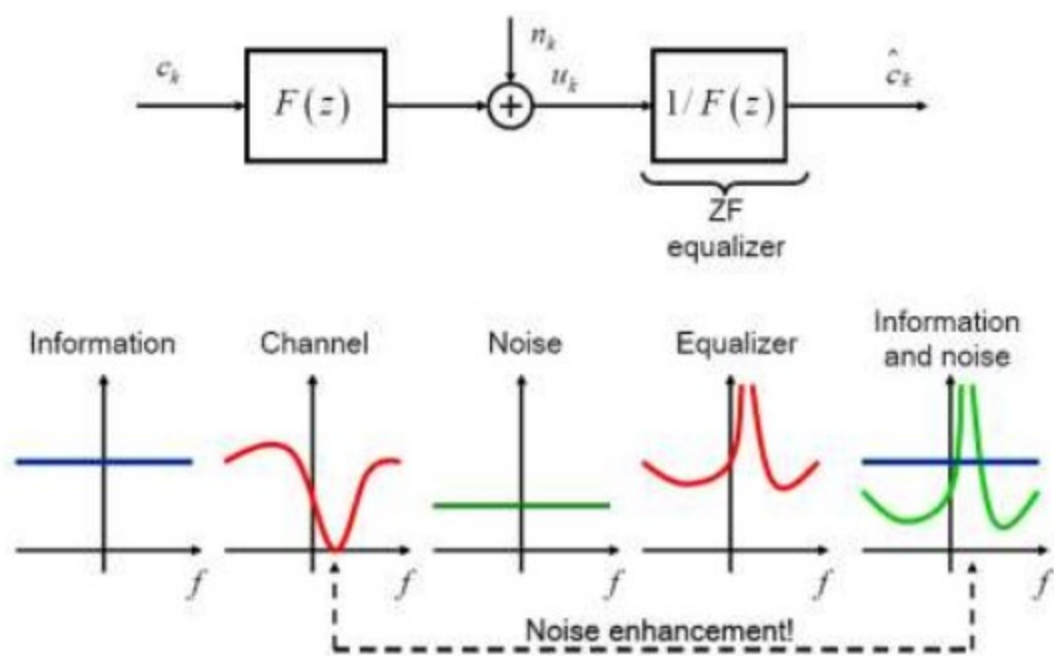 n_k
c_k
u_k
ĉ_k
F(z)
1/F(z)
ZF
equalizer
Information
Channel
Noise
Equalizer
Information
and noise
f
f
f
f
f
Noise enhancement!